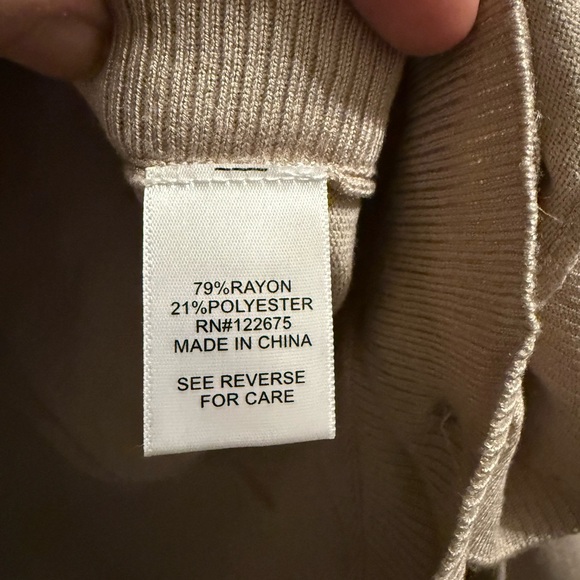 79%RAYON
21%POLYESTER
RN#122675
MADE IN CHINA
SEE REVERSE
FOR CARE